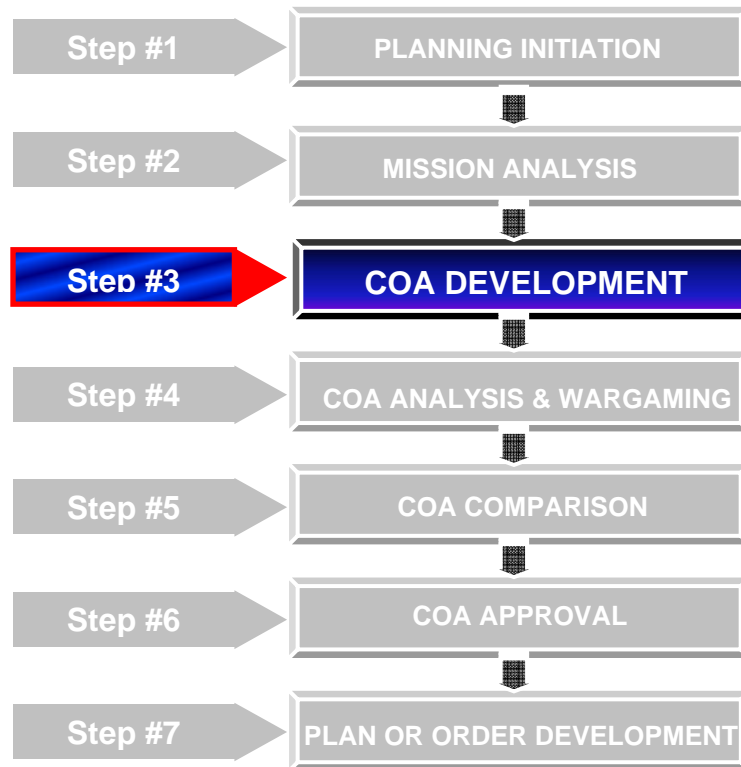 Step #1
PLANNING INITIATION
Step #2
MISSION ANALYSIS
Step #3
COA DEVELOPMENT
Step #4
COA ANALYSIS & WARGAMING
Step #5
COA COMPARISON
Step #6
COA APPROVAL
Step #7
PLAN OR ORDER DEVELOPMENT